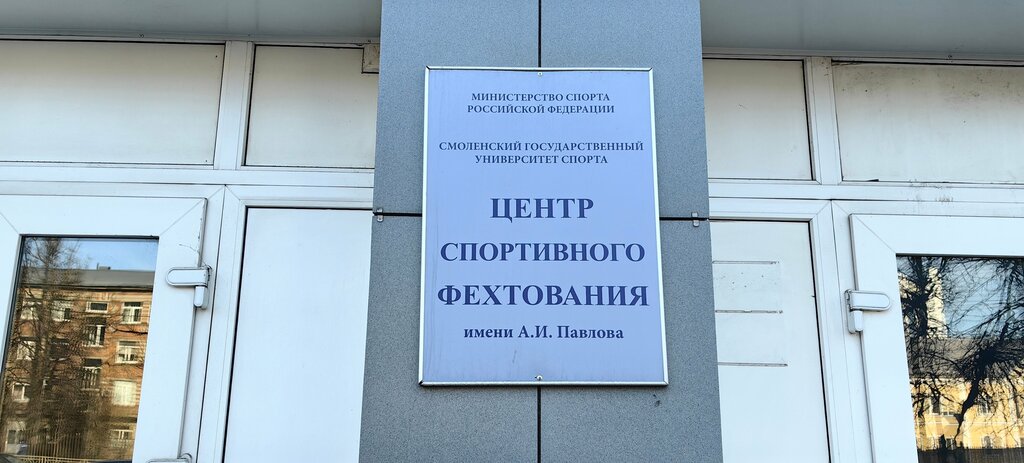 МИНИСТЕРСТВО СПОРТА
РОССИЙСКОЙ ФЕДЕРАЦИИ
СМОЛЕНСКИЙ ГОСУДАРСТВЕННЫЙ
УНИВЕРСИТЕТ СПОРТА
ЦЕНТР
СПОРТИВНОГО
ФЕХТОВАНИЯ
имени А.И. Павлова